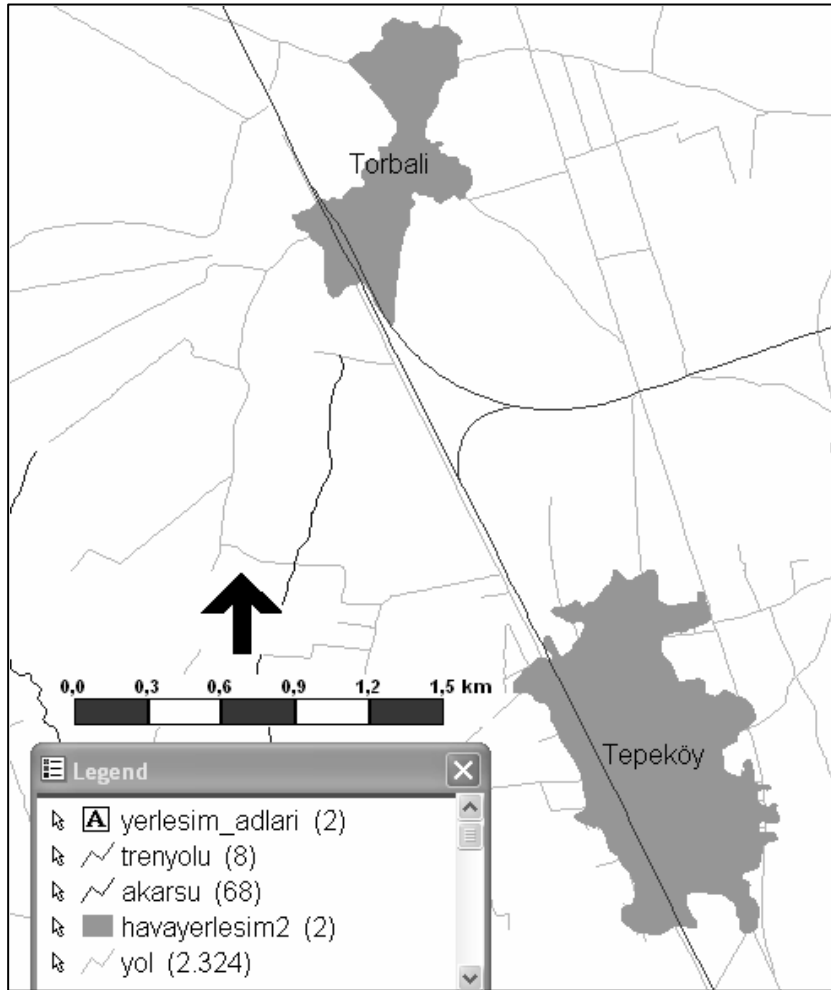 Torbali
0,0 0,3 0,6 0,9 1,2 1,5 km
Tepeköy
Legend
A yerlesim_adlari (2)
trenyolu (8)
akarsu (68)
havayerlesim2 (2)
yol (2.324)